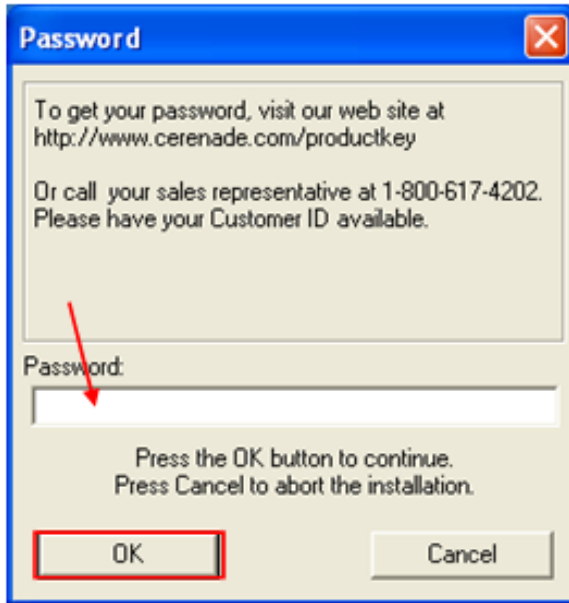 Password
To get your password, visit our web site at
http://www.cerenade.com/productkey
Or call your sales representative at 1-800-617-4202.
Please have your Customer ID available.
Password:
Press the OK button to continue.
Press Cancel to abort the installation.
OK
Cancel